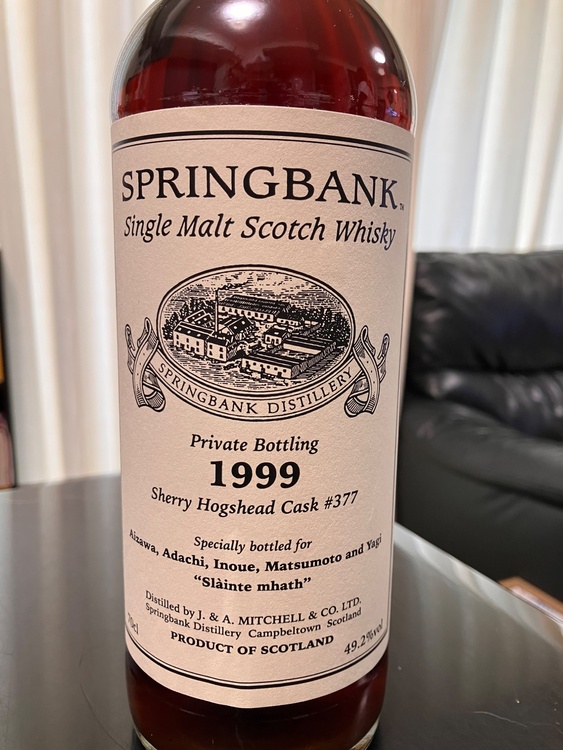 SPRINGBANK™
Single Malt Scotch Whisky
SPRINGBANK DISTILLERY
Private Bottling
1999
Sherry Hogshead Cask #377
Specially bottled for
Aizawa, Adachi, Inoue, Matsumoto and Yagi
“Slàinte mhath”
Distilled by J. & A. MITCHELL & CO. LTD.
Springbank Distillery Campbeltown Scotland
PRODUCT OF SCOTLAND
70cl
49.2%vol